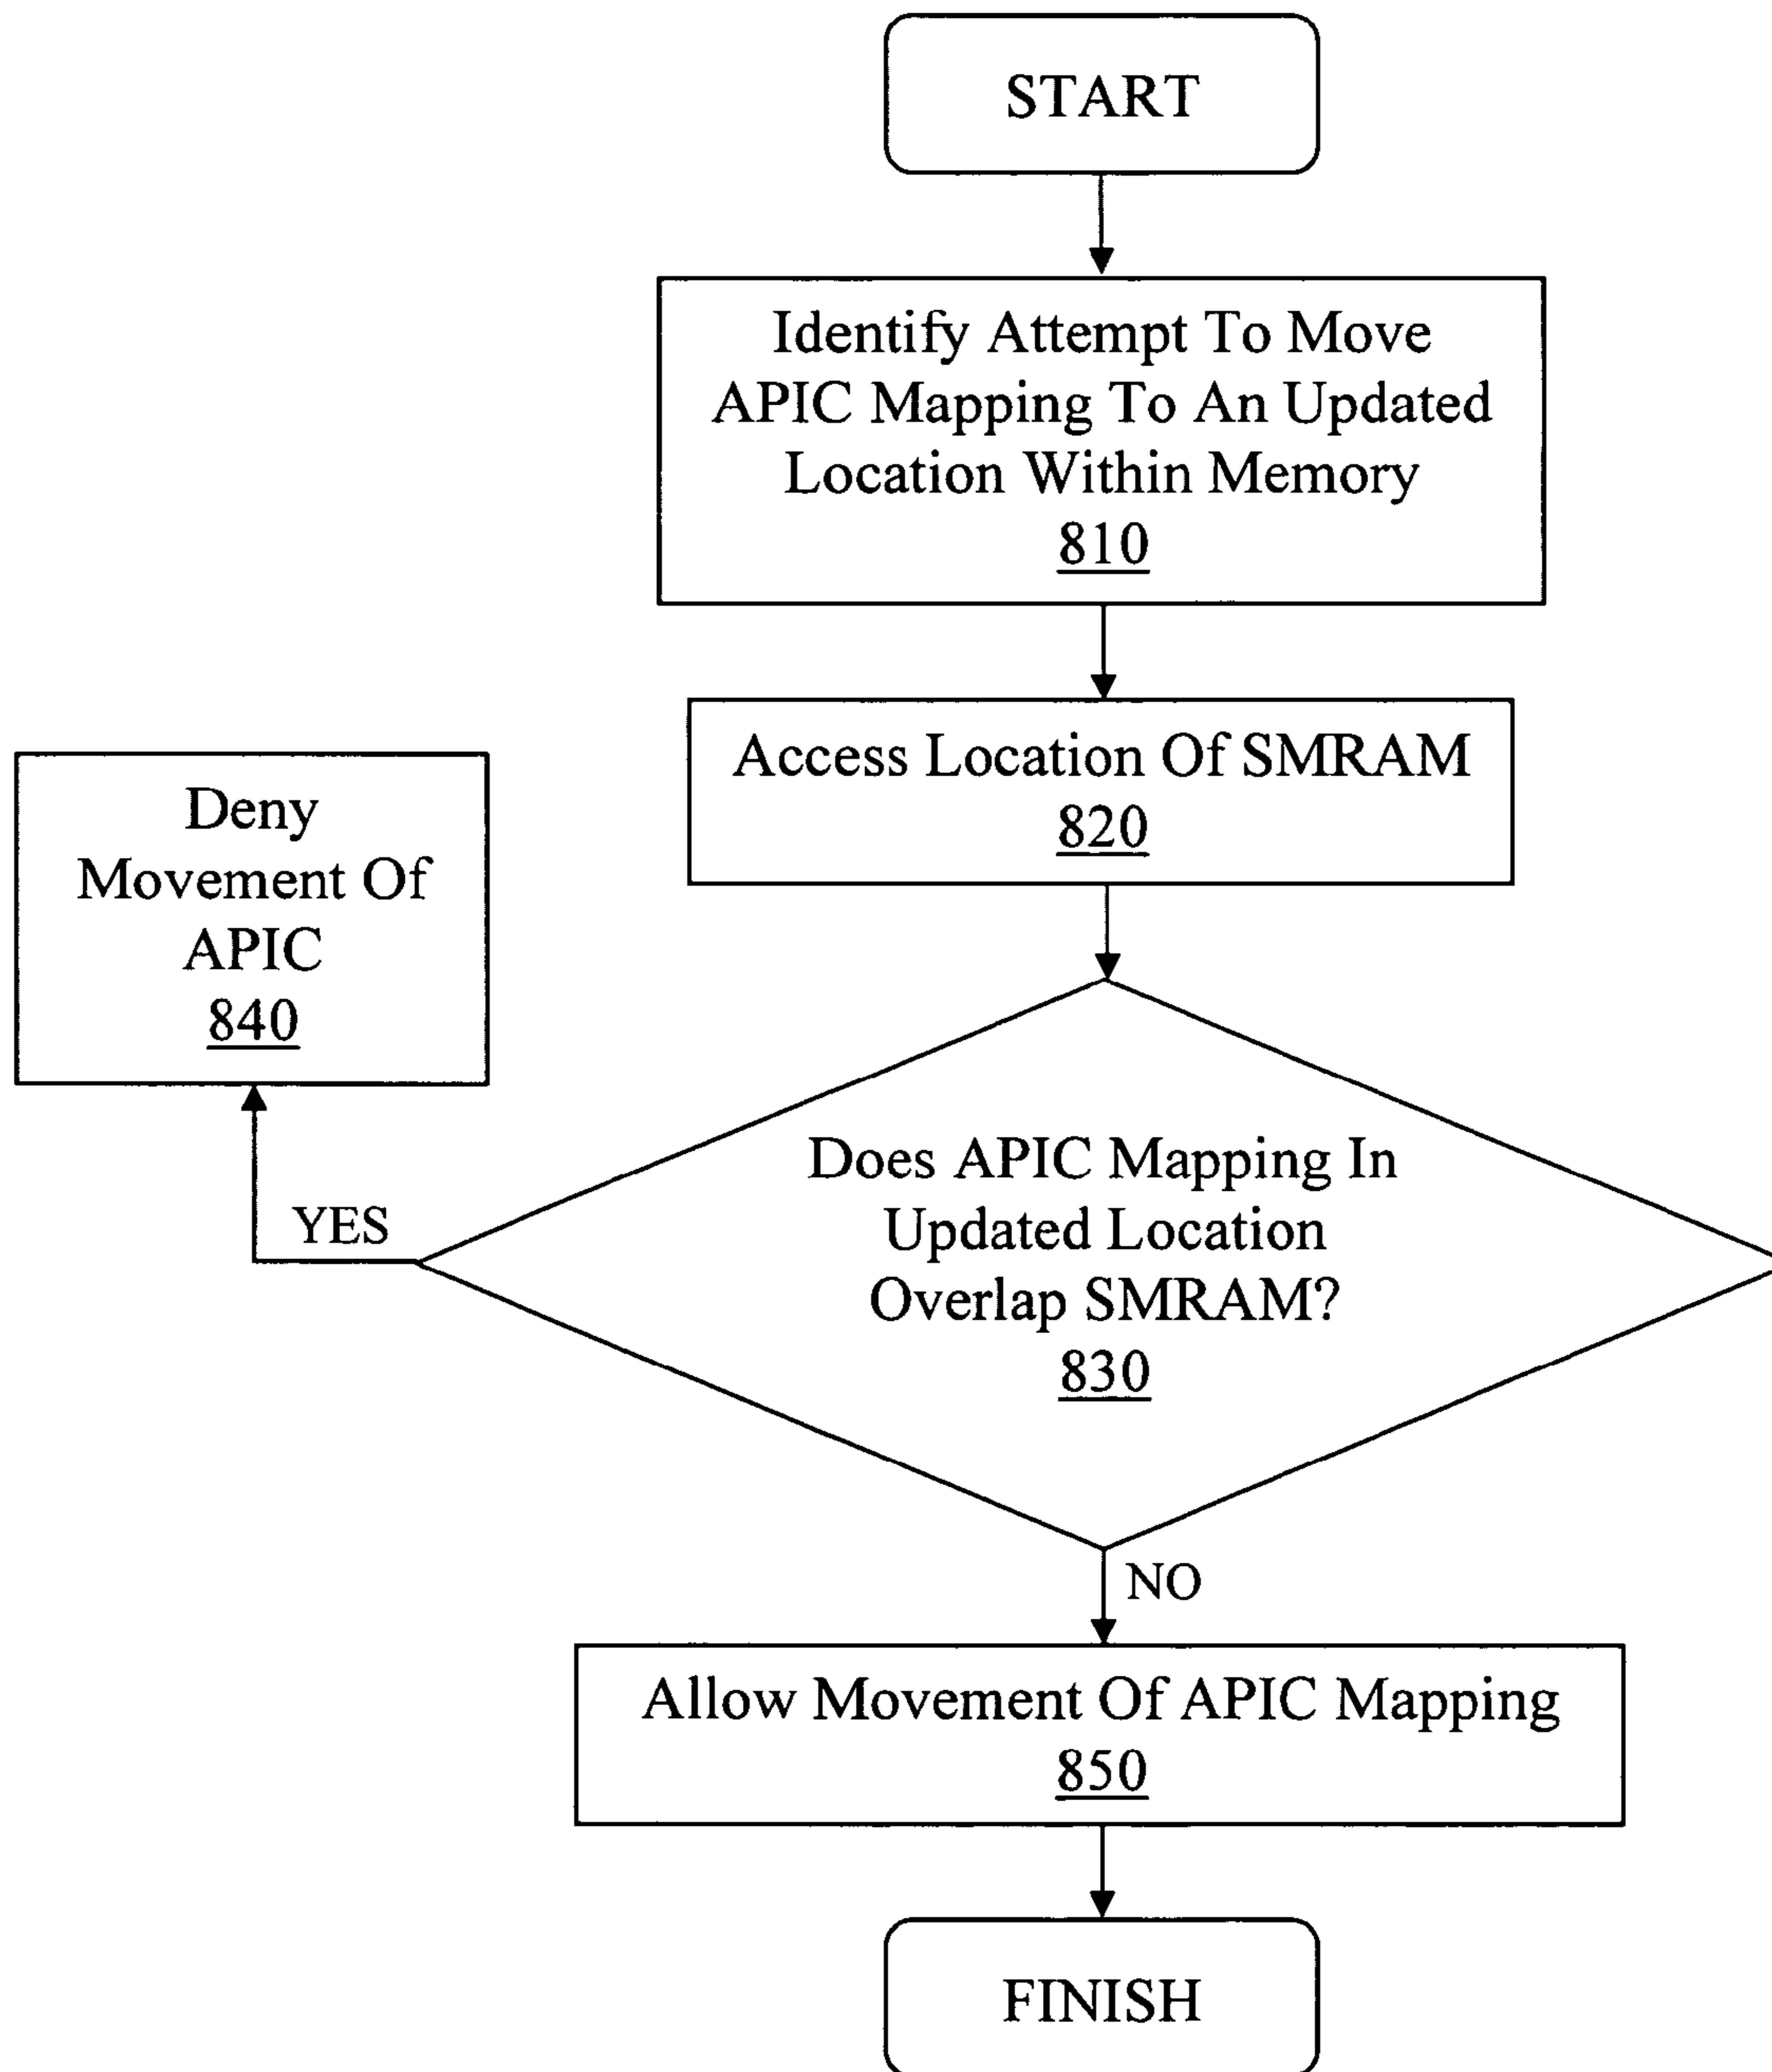 START
Identify Attempt To Move
APIC Mapping To An Updated
Location Within Memory
810
Access Location Of SMRAM
820
Deny
Movement Of
APIC
840
Does APIC Mapping In
Updated Location
Overlap SMRAM?
830
YES
NO
Allow Movement Of APIC Mapping
850
FINISH